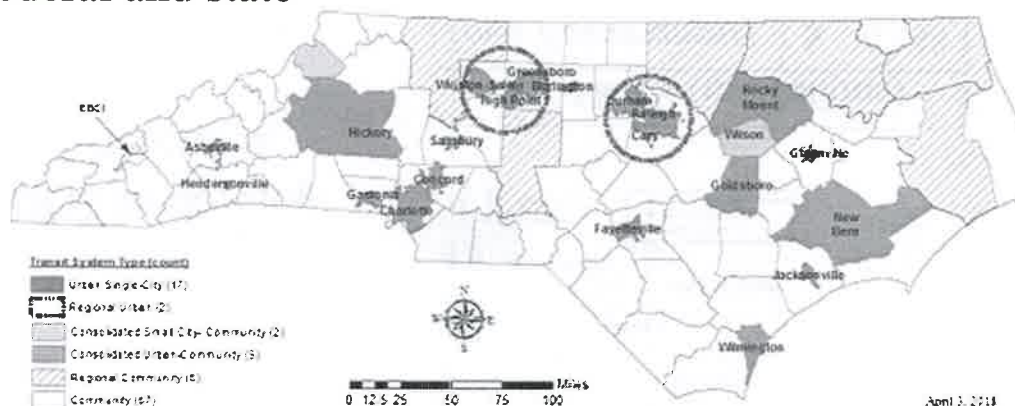 EBCI
Asheville
Hendersonville
Hickory
Gastonia
Charlotte
Concord
Salisbury
Winston-Salem
High Point
Greensboro
Burlington
Durham
Raleigh
Cary
Rocky Mount
Wilson
Greenville
Goldsboro
Fayetteville
New Bern
Jacksonville
Wilmington
Transit System Type (count)
Urban Single-City (17)
Regional Urban (2)
Consolidated Small City-Community (2)
Consolidated Urban-Community
Regional Community
Community
N
W E
S
0 12.5 25 50 75 100 Miles
April 3, 2018